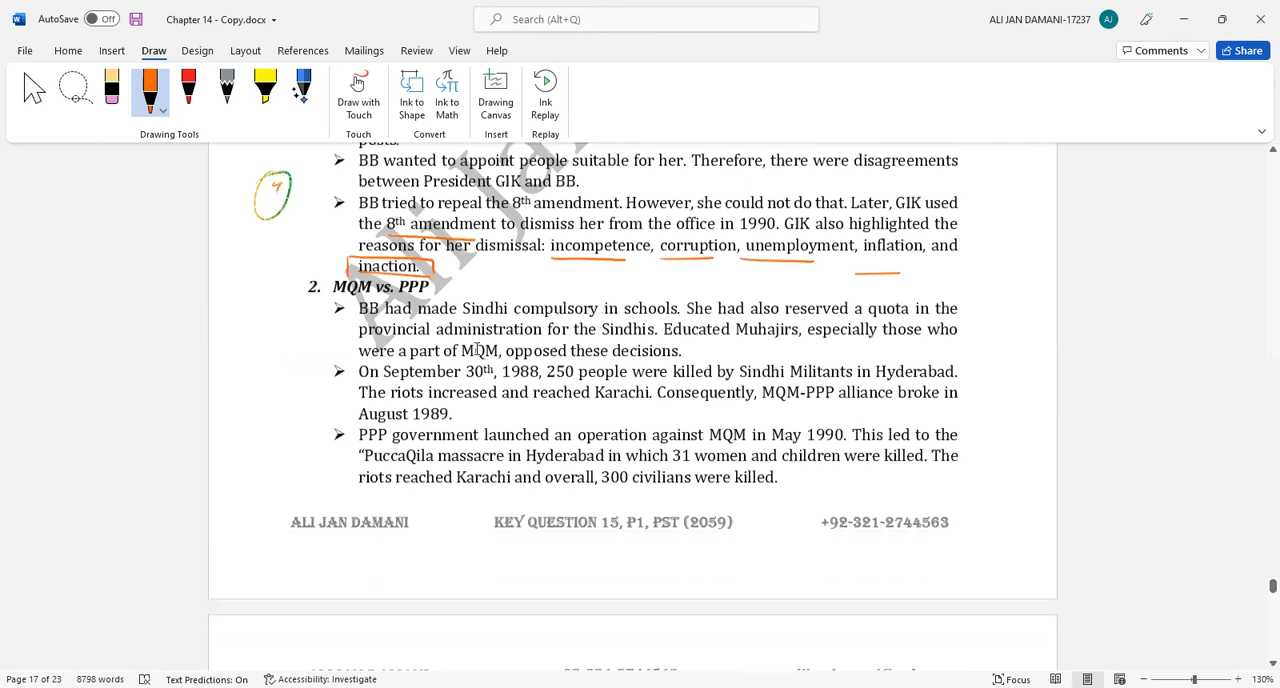 AutoSave Off Chapter 14 - Copy.docx Search (Alt+Q) ALI JAN DAMANI-17237 AJ
File Home Insert Draw Design Layout References Mailings Review View Help Comments Share
Draw with Touch Ink to Shape Ink to Math Drawing Canvas Ink Replay
Drawing Tools Touch Convert Insert Replay
posts.
➢ BB wanted to appoint people suitable for her. Therefore, there were disagreements
between President GIK and BB.
➢ BB tried to repeal the 8th amendment. However, she could not do that. Later, GIK used
the 8th amendment to dismiss her from the office in 1990. GIK also highlighted the
reasons for her dismissal: incompetence, corruption, unemployment, inflation, and
inaction.
2. MQM vs. PPP
➢ BB had made Sindhi compulsory in schools. She had also reserved a quota in the
provincial administration for the Sindhis. Educated Muhajirs, especially those who
were a part of MQM, opposed these decisions.
➢ On September 30th, 1988, 250 people were killed by Sindhi Militants in Hyderabad.
The riots increased and reached Karachi. Consequently, MQM-PPP alliance broke in
August 1989.
➢ PPP government launched an operation against MQM in May 1990. This led to the
“PuccaQila massacre in Hyderabad in which 31 women and children were killed. The
riots reached Karachi and overall, 300 civilians were killed.
ALI JAN DAMANI KEY QUESTION 15, P1, PST (2059) +92-321-2744563
Page 17 of 23 8798 words Text Predictions: On Accessibility: Investigate Focus 130%